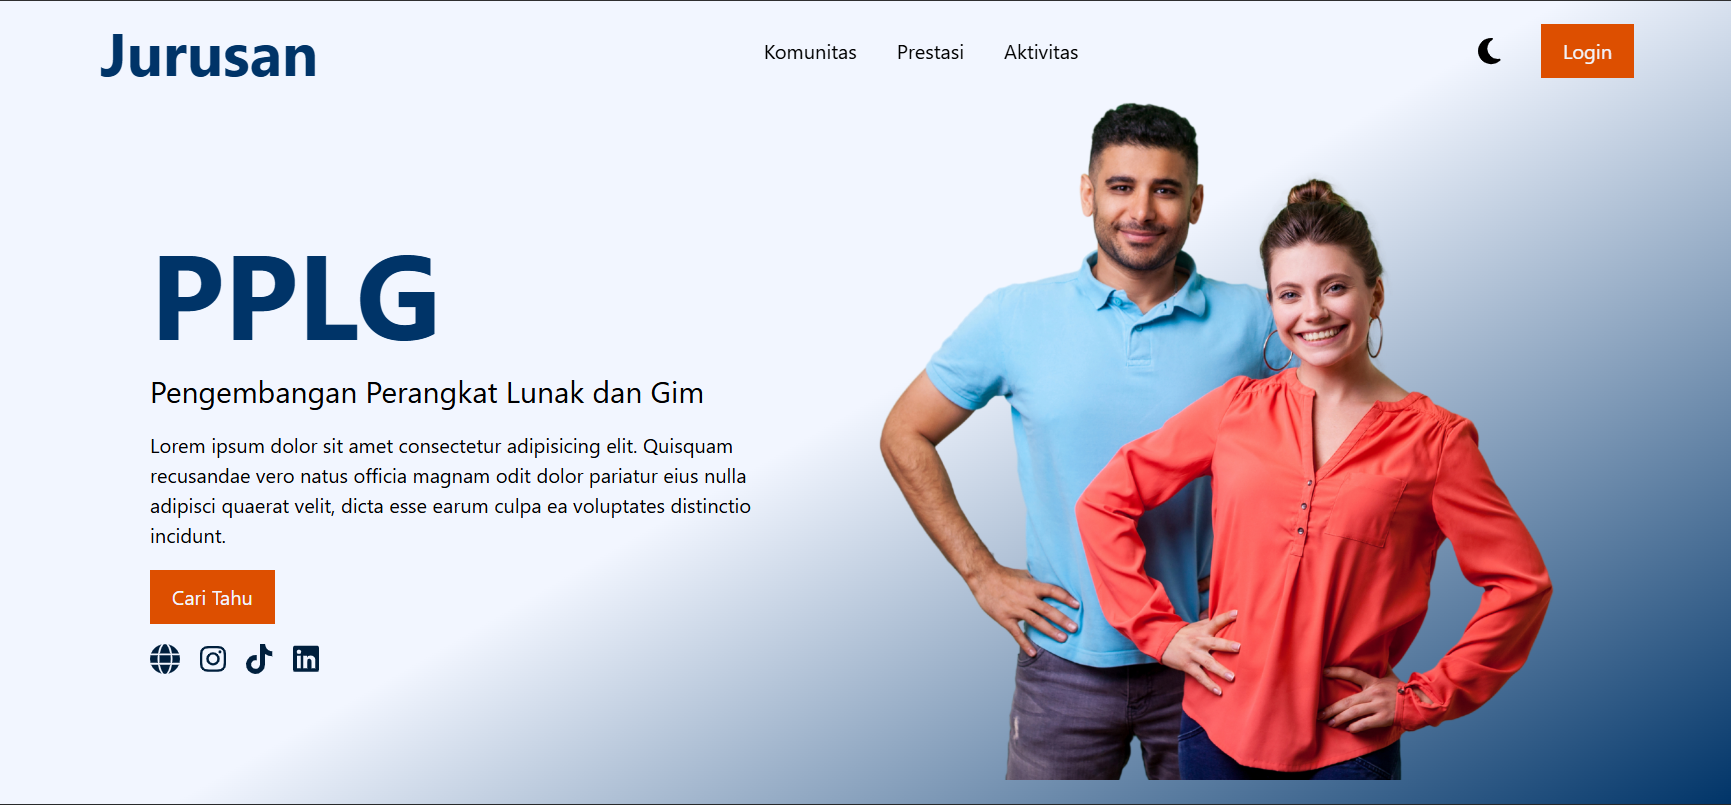 Jurusan
Komunitas Prestasi Aktivitas
Login
PPLG
Pengembangan Perangkat Lunak dan Gim
Lorem ipsum dolor sit amet consectetur adipisicing elit. Quisquam
recusandae vero natus officia magnam odit dolor pariatur eius nulla
adipisci quaerat velit, dicta esse earum culpa ea voluptates distinctio
incidunt.
Cari Tahu
in